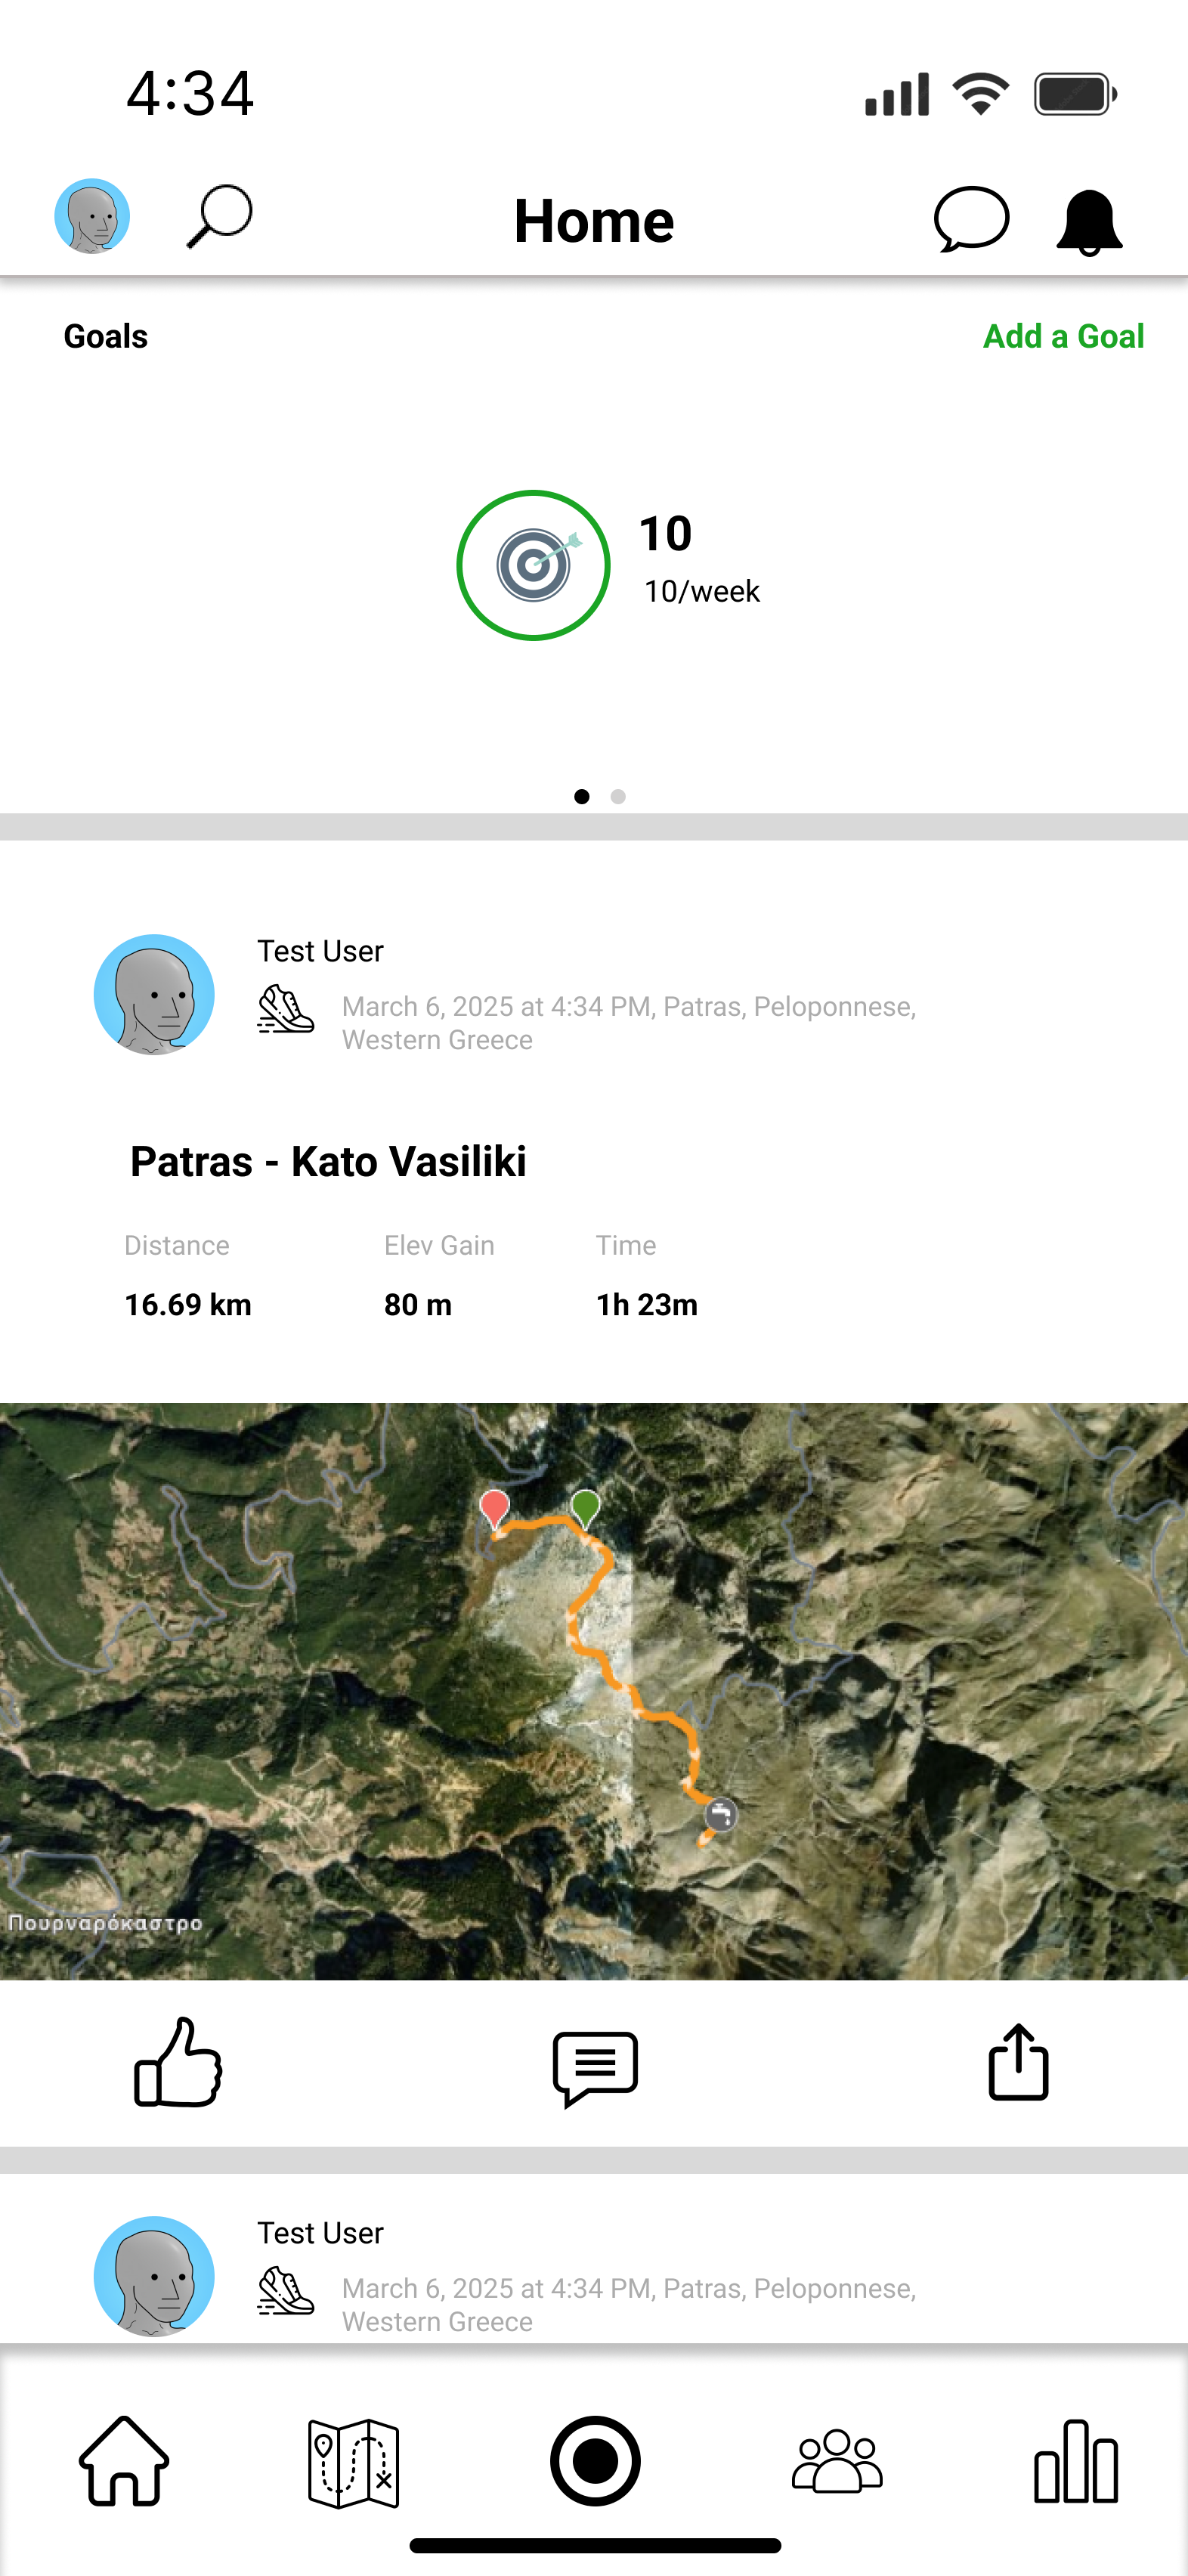 4:34
Home
Goals
Add a Goal
10
10/week
Test User
March 6, 2025 at 4:34 PM, Patras, Peloponnese,
Western Greece
Patras - Kato Vasiliki
Distance Elev Gain Time
16.69 km 80 m 1h 23m
Πουρναρόκαστρο
Test User
March 6, 2025 at 4:34 PM, Patras, Peloponnese,
Western Greece